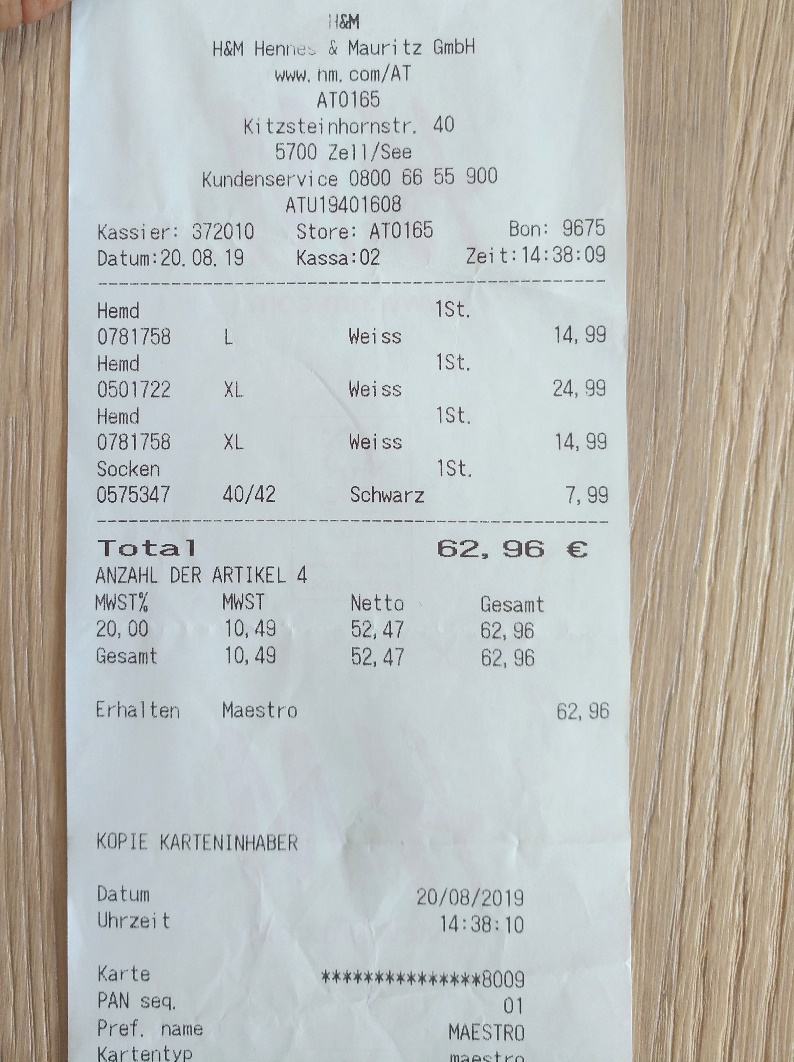 H&M
H&M Hennes & Mauritz GmbH
www.hm.com/AT
AT0165
Kitzsteinhornstr. 40
5700 Zell/See
Kundenservice 0800 66 55 900
ATU19401608
Kassier: 372010 Store: AT0165 Bon: 9675
Datum:20.08.19 Kassa:02 Zeit:14:38:09
Hemd 1St.
0781758 L Weiss 14,99
Hemd 1St.
0501722 XL Weiss 24,99
Hemd 1St.
0781758 XL Weiss 14,99
Socken 1St.
0575347 40/42 Schwarz 7,99
Total 62,96 €
ANZAHL DER ARTIKEL 4
MWST% MWST Netto Gesamt
20,00 10,49 52,47 62,96
Gesamt 10,49 52,47 62,96
Erhalten Maestro 62,96
KOPIE KARTENINHABER
Datum 20/08/2019
Uhrzeit 14:38:10
Karte ***************8009
PAN seq. 01
Pref. name MAESTRO
Kartentyp maestro